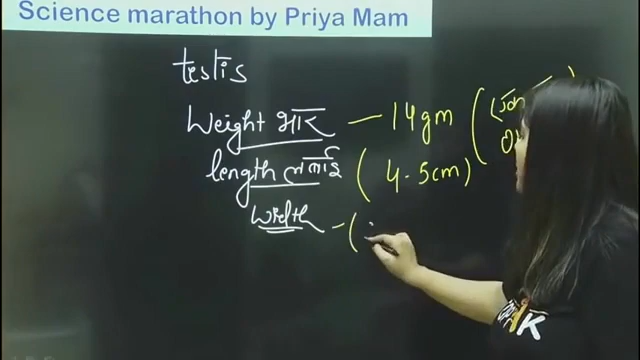 Science marathon by Priya Mam
testis
Weight भार — 14gm
length लम्बाई ( 4-5cm)
Width - (
K